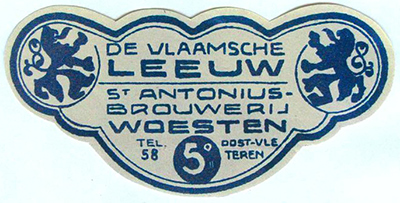 DE VLAAMSCHE
LEEUW
ST ANTONIUS-
BROUWERIJ
WOESTEN
TEL. 58
5°
OOST-VLE
TEREN